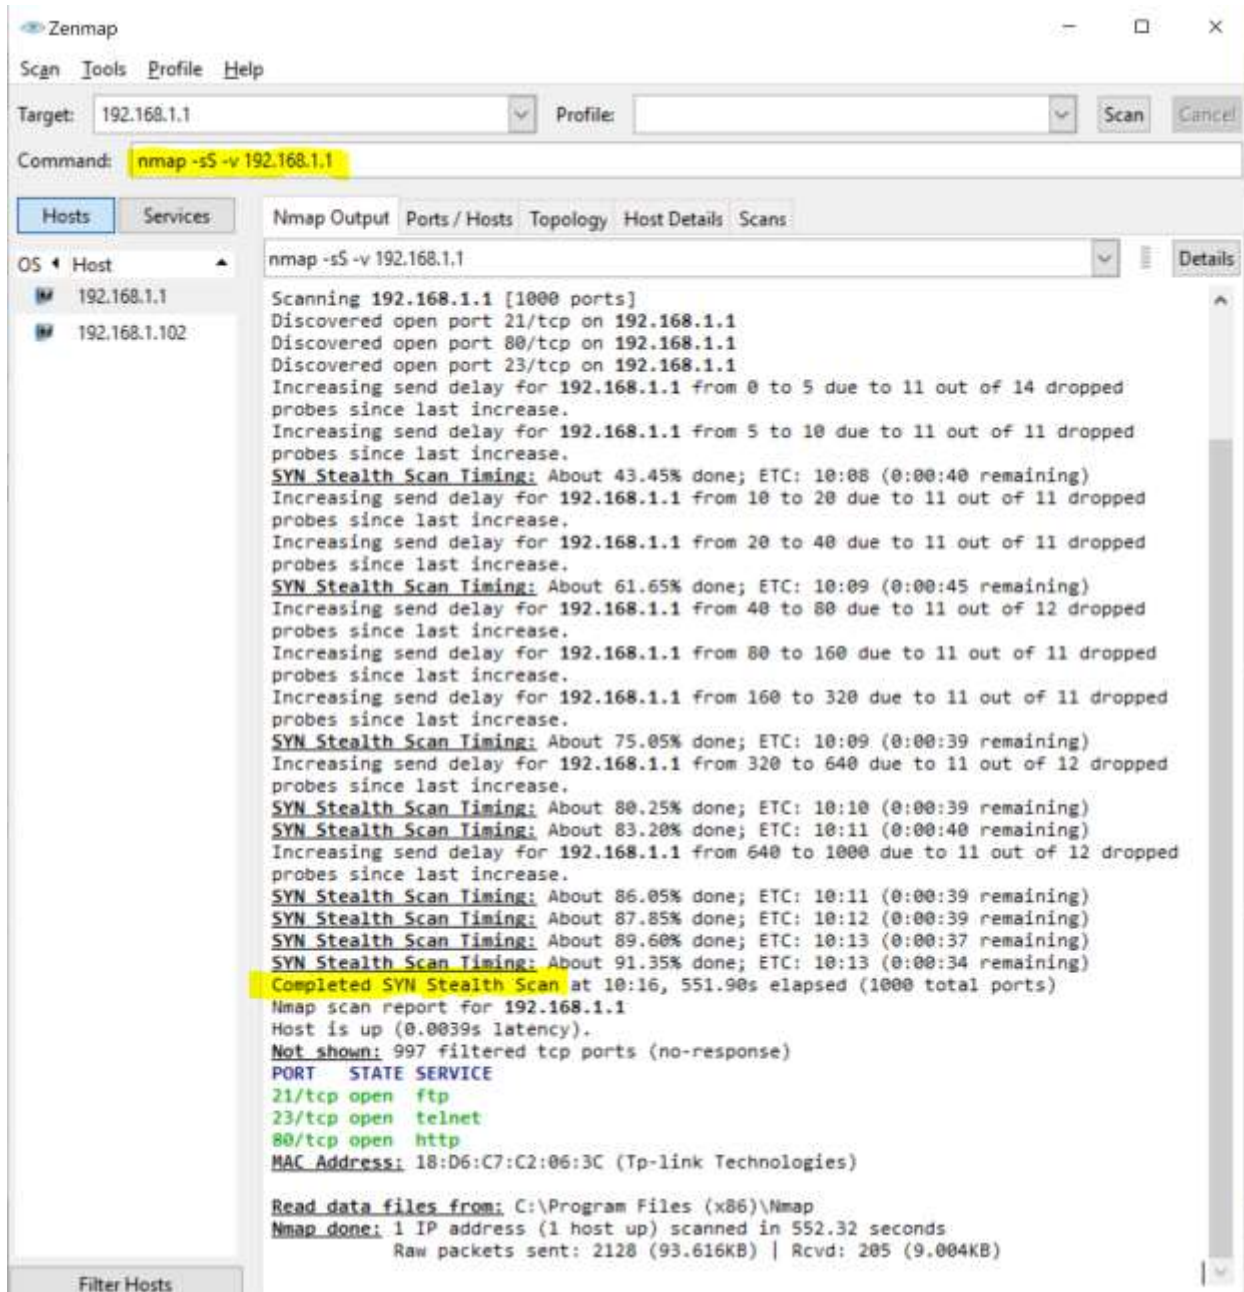 Zenmap
Scan Tools Profile Help
Target: 192.168.1.1 Profile: Scan Cancel
Command: nmap -sS -v 192.168.1.1
Hosts Services Nmap Output Ports / Hosts Topology Host Details Scans
OS Host nmap -sS -v 192.168.1.1 Details
192.168.1.1
192.168.1.102
Scanning 192.168.1.1 [1000 ports]
Discovered open port 21/tcp on 192.168.1.1
Discovered open port 80/tcp on 192.168.1.1
Discovered open port 23/tcp on 192.168.1.1
Increasing send delay for 192.168.1.1 from 0 to 5 due to 11 out of 14 dropped
probes since last increase.
Increasing send delay for 192.168.1.1 from 5 to 10 due to 11 out of 11 dropped
probes since last increase.
SYN Stealth Scan Timing: About 43.45% done; ETC: 10:08 (0:00:40 remaining)
Increasing send delay for 192.168.1.1 from 10 to 20 due to 11 out of 11 dropped
probes since last increase.
Increasing send delay for 192.168.1.1 from 20 to 40 due to 11 out of 11 dropped
probes since last increase.
SYN Stealth Scan Timing: About 61.65% done; ETC: 10:09 (0:00:45 remaining)
Increasing send delay for 192.168.1.1 from 40 to 80 due to 11 out of 12 dropped
probes since last increase.
Increasing send delay for 192.168.1.1 from 80 to 160 due to 11 out of 11 dropped
probes since last increase.
Increasing send delay for 192.168.1.1 from 160 to 320 due to 11 out of 11 dropped
probes since last increase.
SYN Stealth Scan Timing: About 75.05% done; ETC: 10:09 (0:00:39 remaining)
Increasing send delay for 192.168.1.1 from 320 to 640 due to 11 out of 12 dropped
probes since last increase.
SYN Stealth Scan Timing: About 80.25% done; ETC: 10:10 (0:00:39 remaining)
SYN Stealth Scan Timing: About 83.20% done; ETC: 10:11 (0:00:40 remaining)
Increasing send delay for 192.168.1.1 from 640 to 1000 due to 11 out of 12 dropped
probes since last increase.
SYN Stealth Scan Timing: About 86.05% done; ETC: 10:11 (0:00:39 remaining)
SYN Stealth Scan Timing: About 87.85% done; ETC: 10:12 (0:00:39 remaining)
SYN Stealth Scan Timing: About 89.60% done; ETC: 10:13 (0:00:37 remaining)
SYN Stealth Scan Timing: About 91.35% done; ETC: 10:13 (0:00:34 remaining)
Completed SYN Stealth Scan at 10:16, 551.90s elapsed (1000 total ports)
Nmap scan report for 192.168.1.1
Host is up (0.0039s latency).
Not shown: 997 filtered tcp ports (no-response)
PORT STATE SERVICE
21/tcp open ftp
23/tcp open telnet
80/tcp open http
MAC Address: 18:D6:C7:C2:06:3C (Tp-link Technologies)
Read data files from: C:\Program Files (x86)\Nmap
Nmap done: 1 IP address (1 host up) scanned in 552.32 seconds
Raw packets sent: 2128 (93.616KB) | Rcvd: 205 (9.004KB)
Filter Hosts